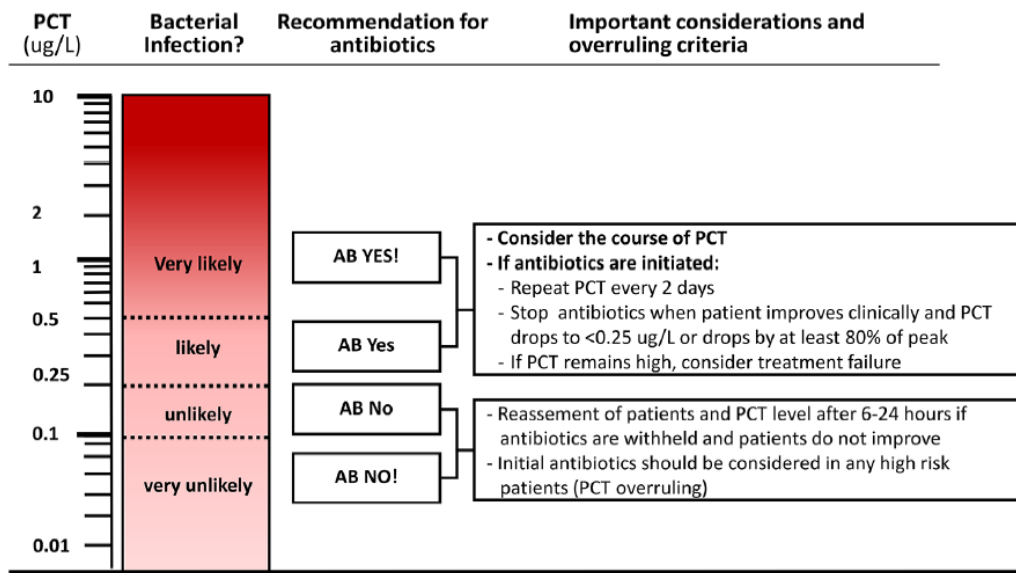 PCT
(ug/L)
Bacterial
Infection?
Recommendation for
antibiotics
Important considerations and
overruling criteria
10
2
1
0.5
0.25
0.1
0.01
Very likely
likely
unlikely
very unlikely
AB YES!
AB Yes
AB No
AB NO!
- Consider the course of PCT
- If antibiotics are initiated:
- Repeat PCT every 2 days
- Stop antibiotics when patient improves clinically and PCT
drops to <0.25 ug/L or drops by at least 80% of peak
- If PCT remains high, consider treatment failure
- Reassement of patients and PCT level after 6-24 hours if
antibiotics are withheld and patients do not improve
- Initial antibiotics should be considered in any high risk
patients (PCT overruling)